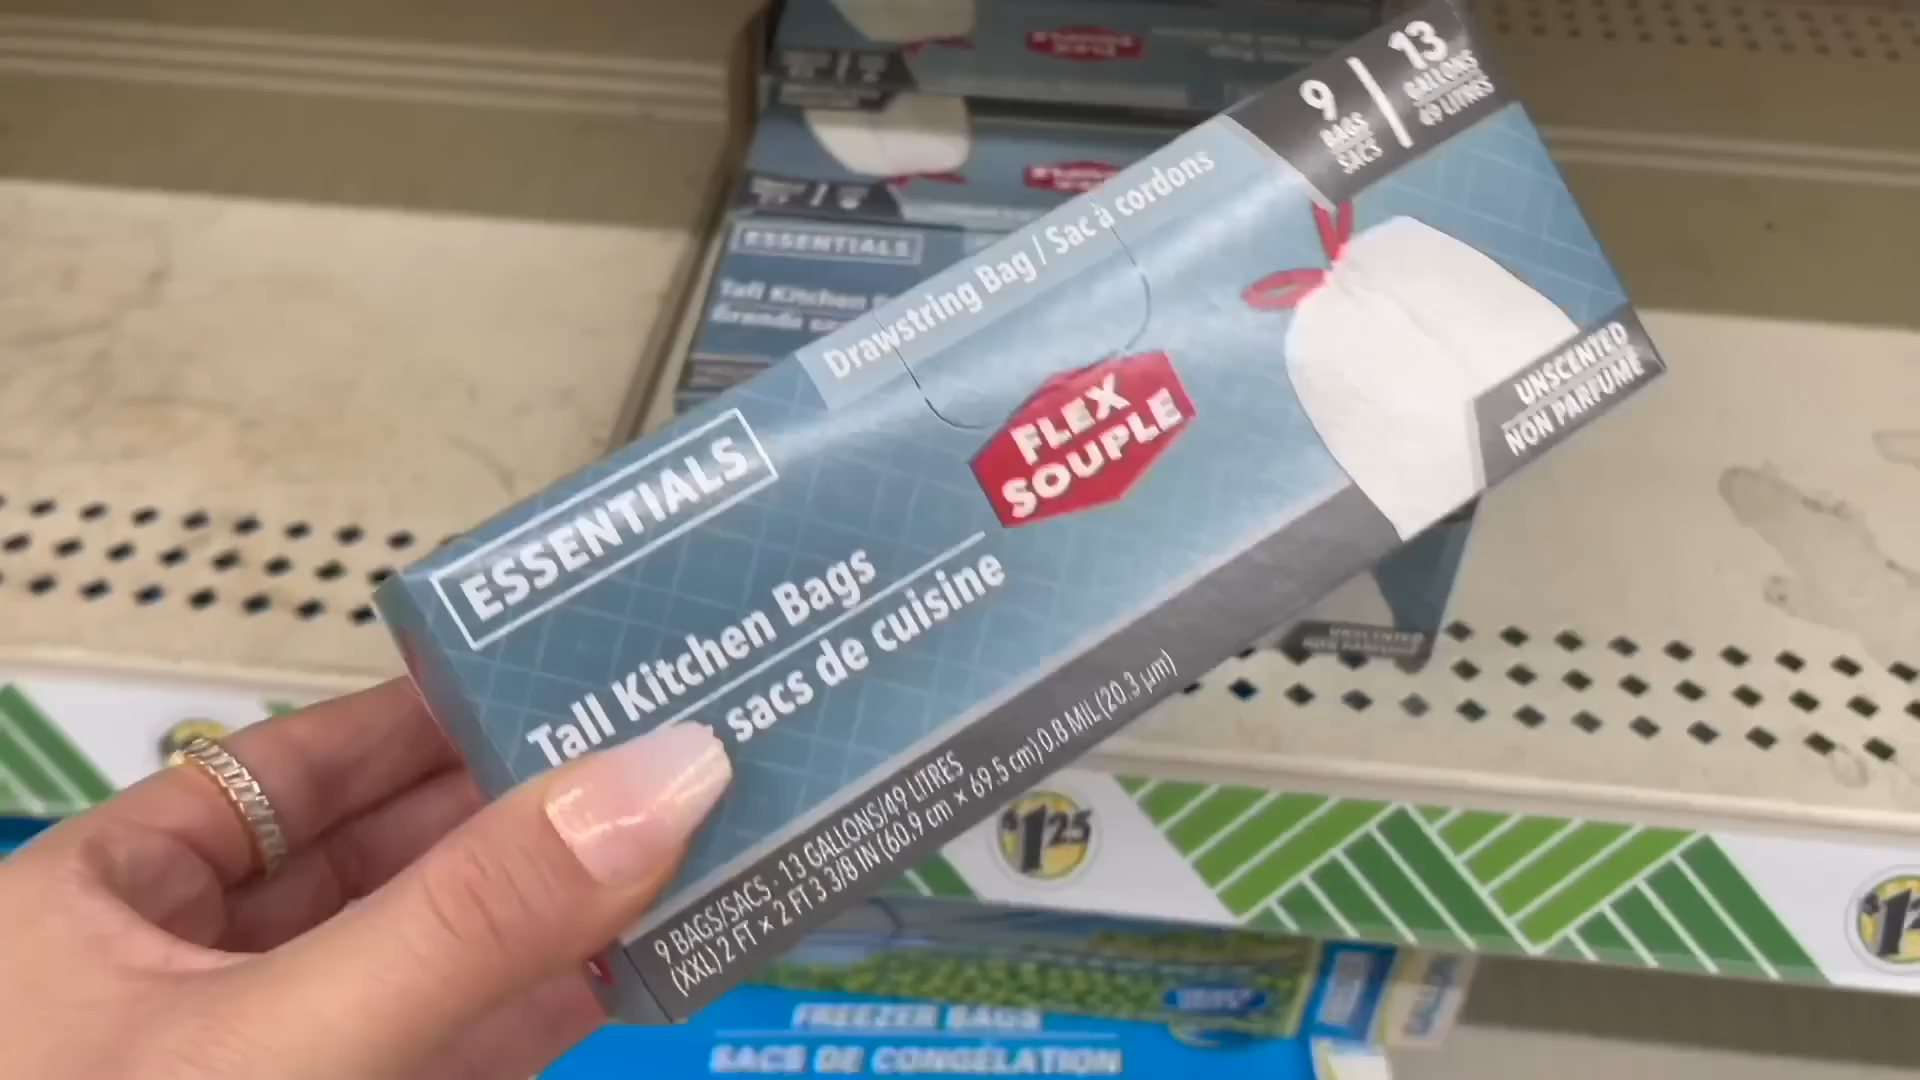 9
BAGS
SACS
13
GALLONS
49 LITRES
Drawstring Bag / Sac à cordons
ESSENTIALS
FLEX
SOUPLE
UNSCENTED
NON PARFUMÉ
Tall Kitchen Bags
sacs de cuisine
9 BAGS/SACS · 13 GALLONS/49 LITRES
(XXL) 2 FT × 2 FT 3 3/8 IN (60.9 cm × 69.5 cm) 0.8 MIL (20.3 µm)
ESSENTIALS
Tall Kitchen
$1.25
FREEZER BAGS
SACS DE CONGÉLATION